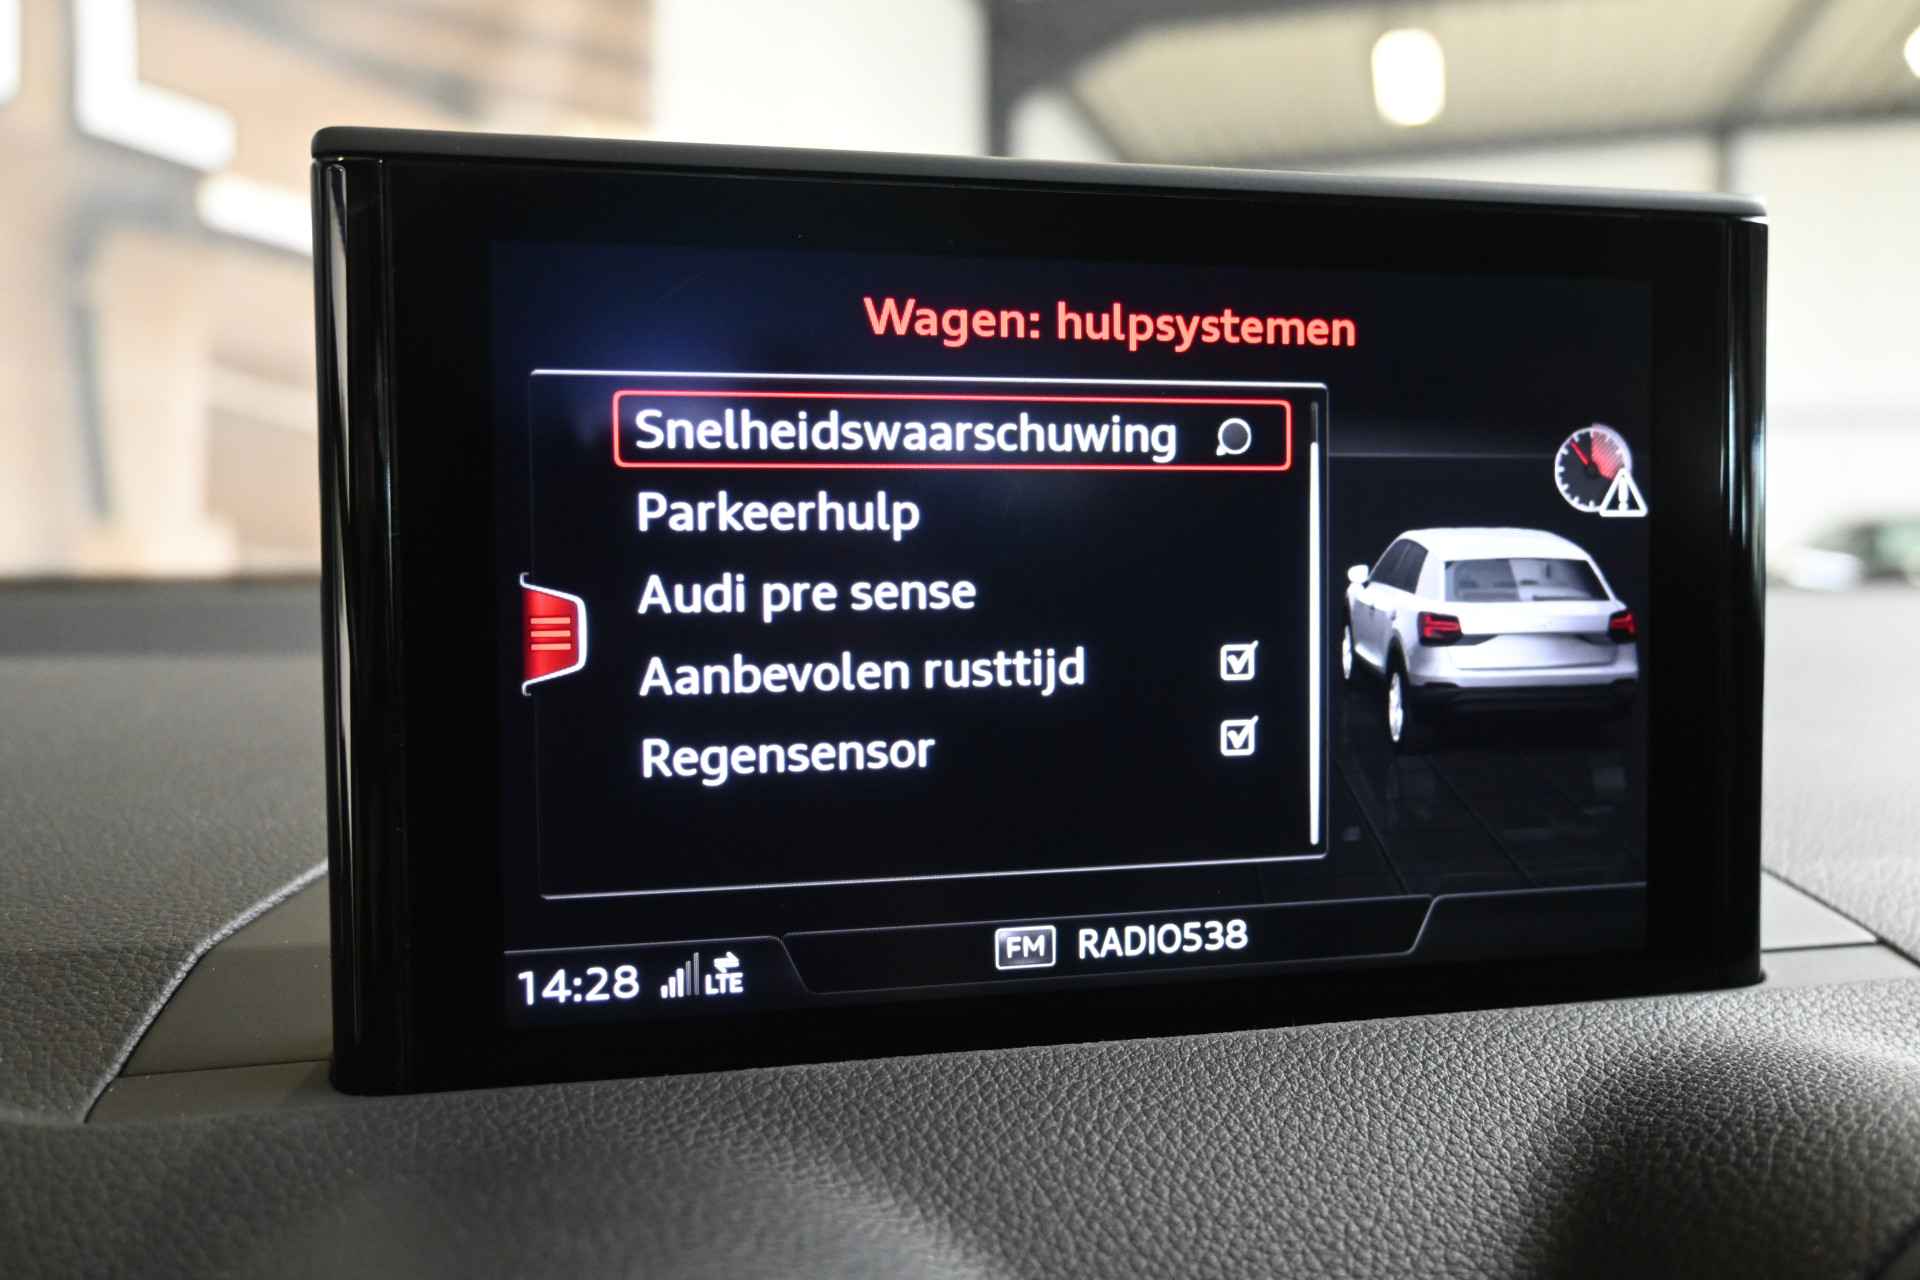 Wagen: hulpsystemen
Snelheidswaarschuwing
Parkeerhulp
Audi pre sense
Aanbevolen rusttijd
Regensensor
FM RADIO538
14:28 LTE